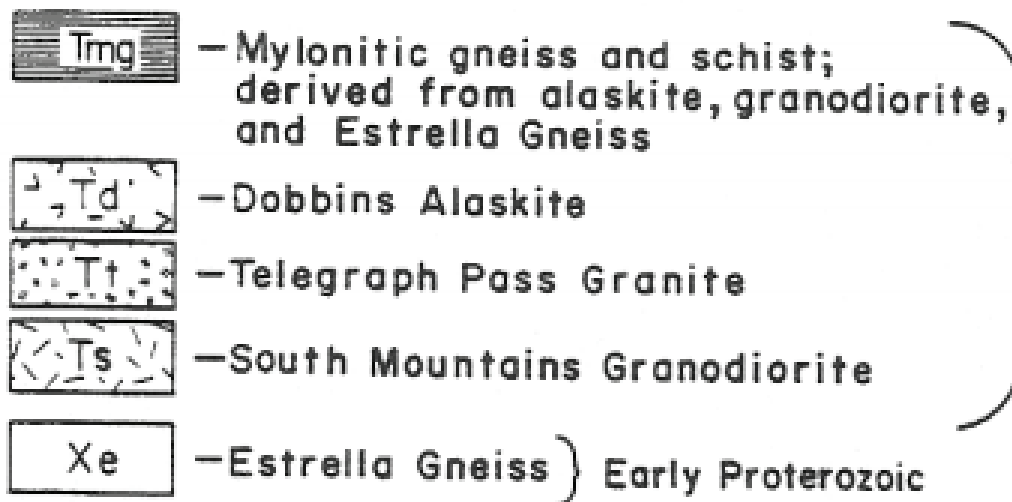 Tmg – Mylonitic gneiss and schist;
derived from alaskite, granodiorite,
and Estrella Gneiss
Td – Dobbins Alaskite
Tt – Telegraph Pass Granite
Ts – South Mountains Granodiorite
Xe – Estrella Gneiss } Early Proterozoic